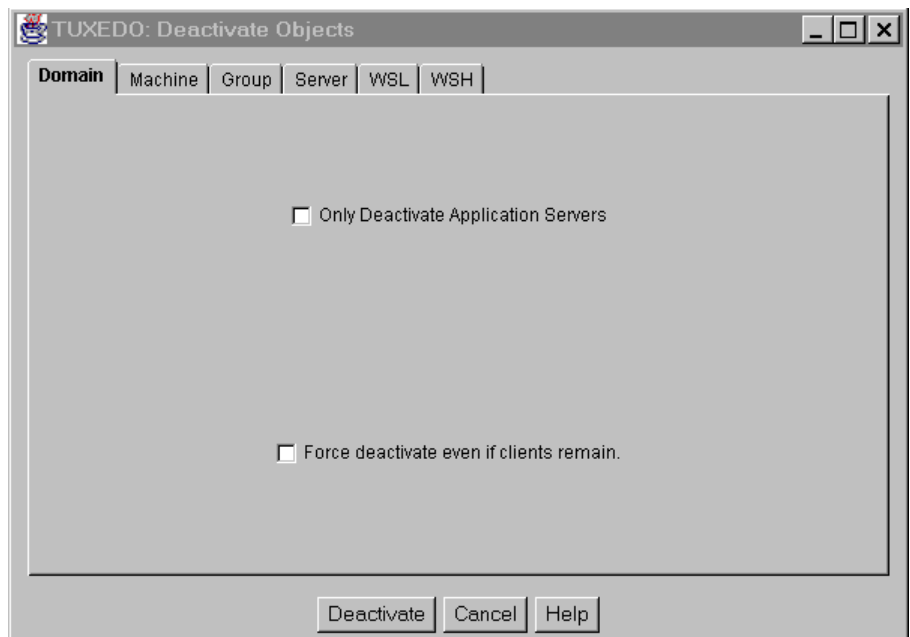 TUXEDO: Deactivate Objects
Domain Machine Group Server WSL WSH
Only Deactivate Application Servers
Force deactivate even if clients remain.
Deactivate Cancel Help